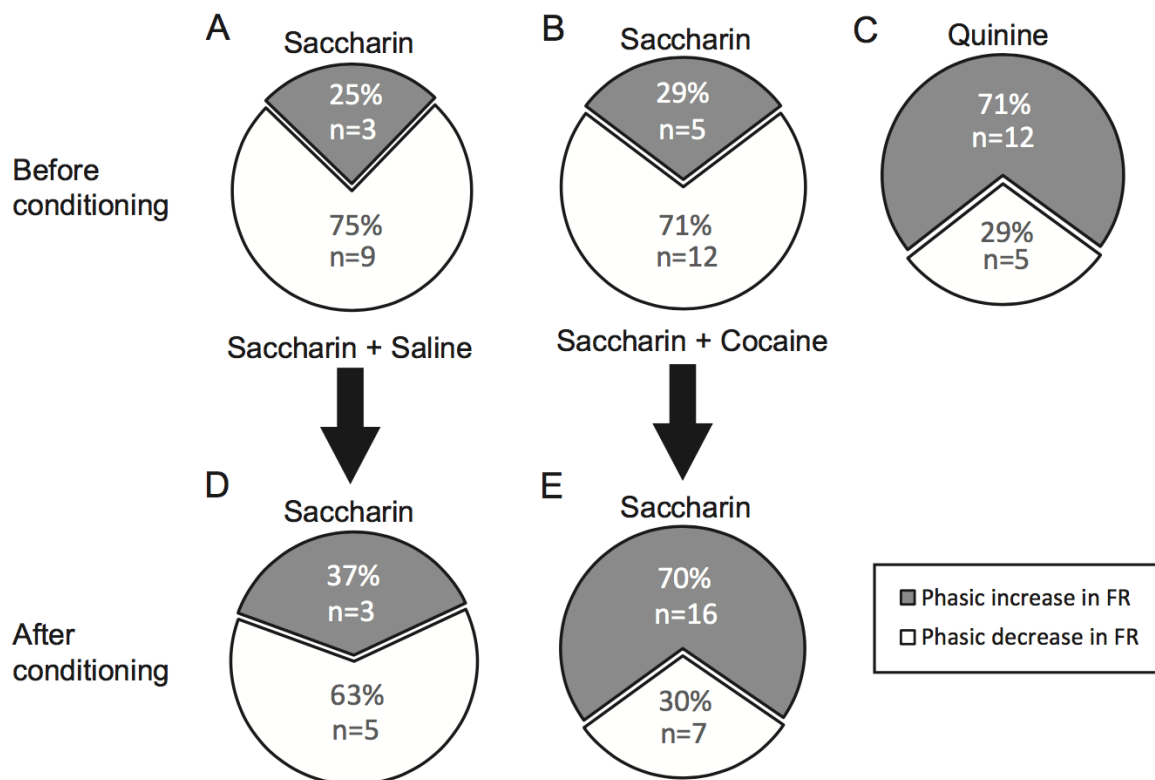 A
Saccharin
25%
n=3
75%
n=9
B
Saccharin
29%
n=5
71%
n=12
C
Quinine
71%
n=12
29%
n=5
Before
conditioning
Saccharin + Saline
Saccharin + Cocaine
D
Saccharin
37%
n=3
63%
n=5
E
Saccharin
70%
n=16
30%
n=7
After
conditioning
Phasic increase in FR
Phasic decrease in FR